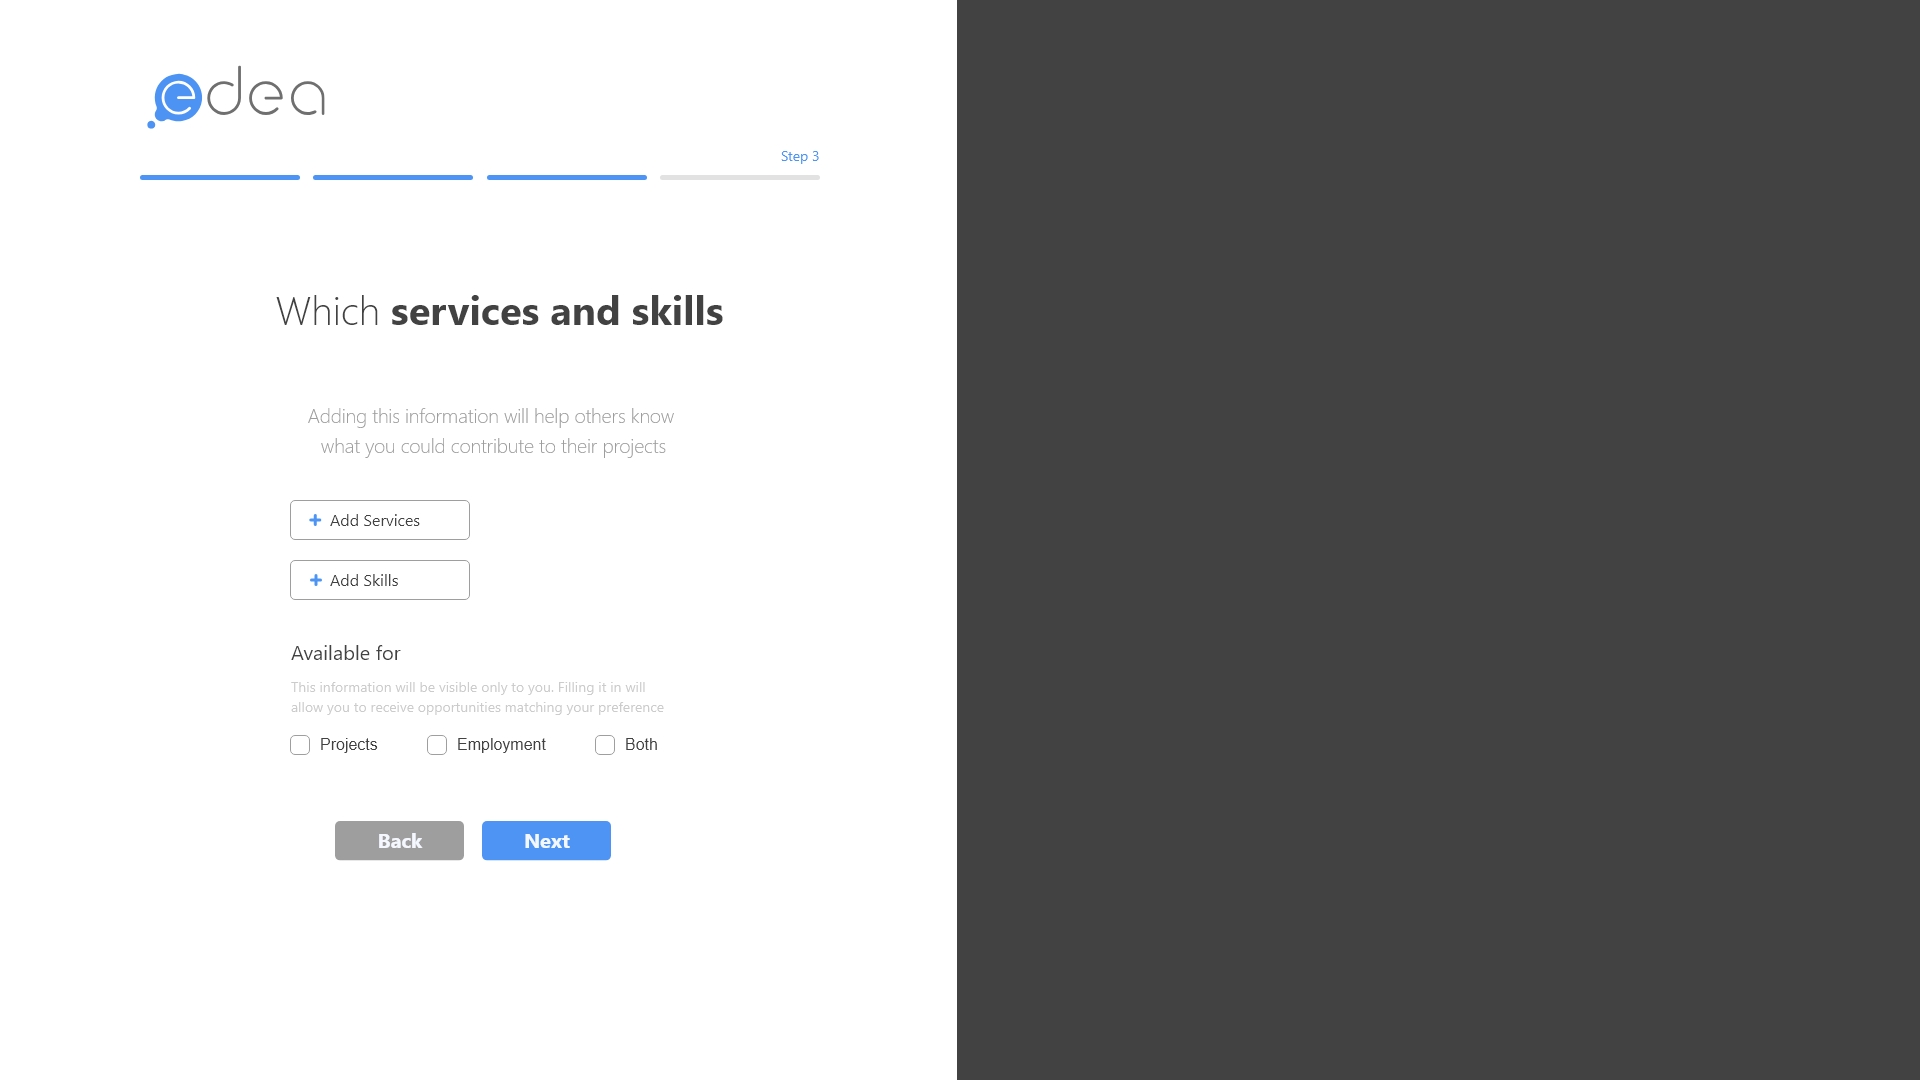 edea
Step 3
Which services and skills
Adding this information will help others know
what you could contribute to their projects
+ Add Services
+ Add Skills
Available for
This information will be visible only to you. Filling it in will
allow you to receive opportunities matching your preference
Projects Employment Both
Back Next